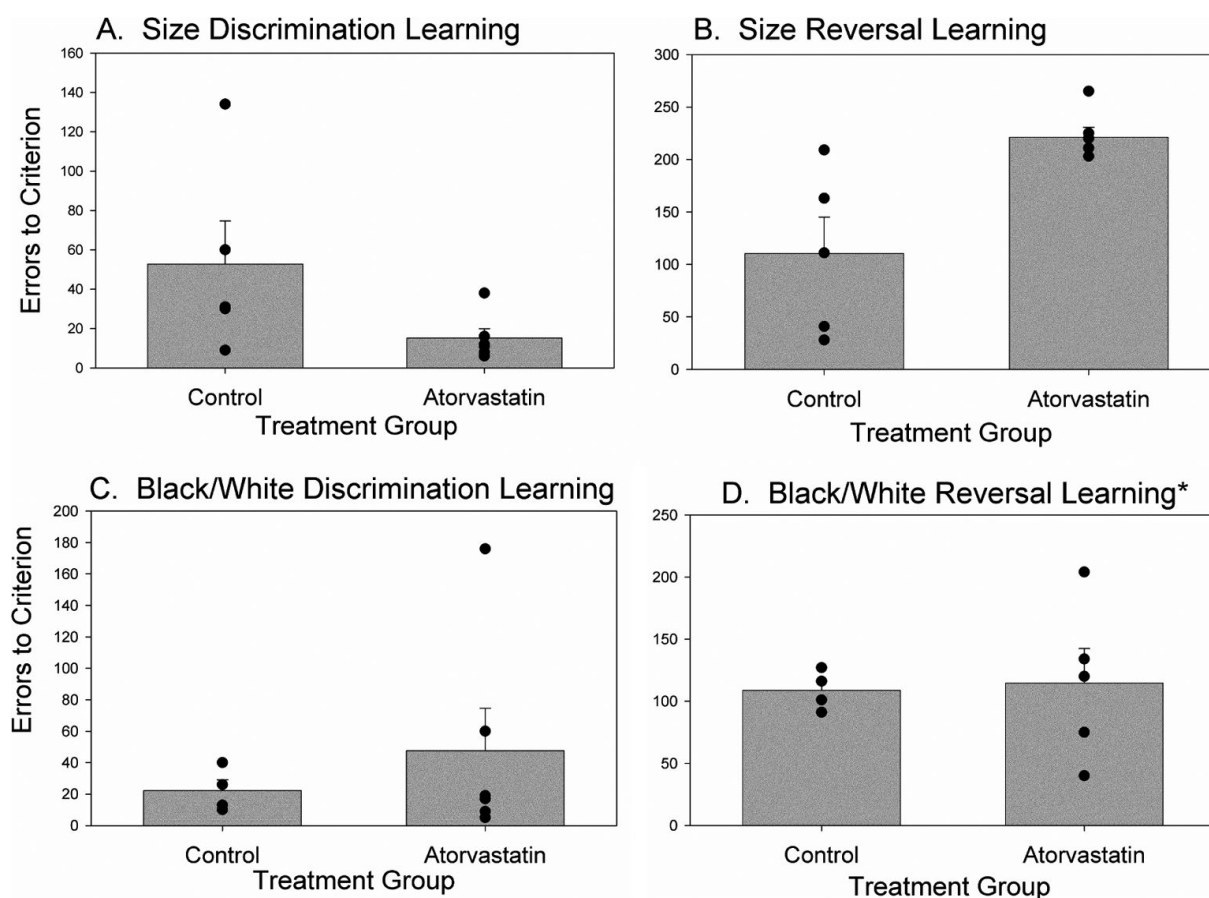 A. Size Discrimination Learning
160
140
120
100
80
60
40
20
0
Errors to Criterion
Control
Atorvastatin
Treatment Group
B. Size Reversal Learning
300
250
200
150
100
50
0
Control
Atorvastatin
Treatment Group
C. Black/White Discrimination Learning
200
180
160
140
120
100
80
60
40
20
0
Errors to Criterion
Control
Atorvastatin
Treatment Group
D. Black/White Reversal Learning*
250
200
150
100
50
0
Control
Atorvastatin
Treatment Group